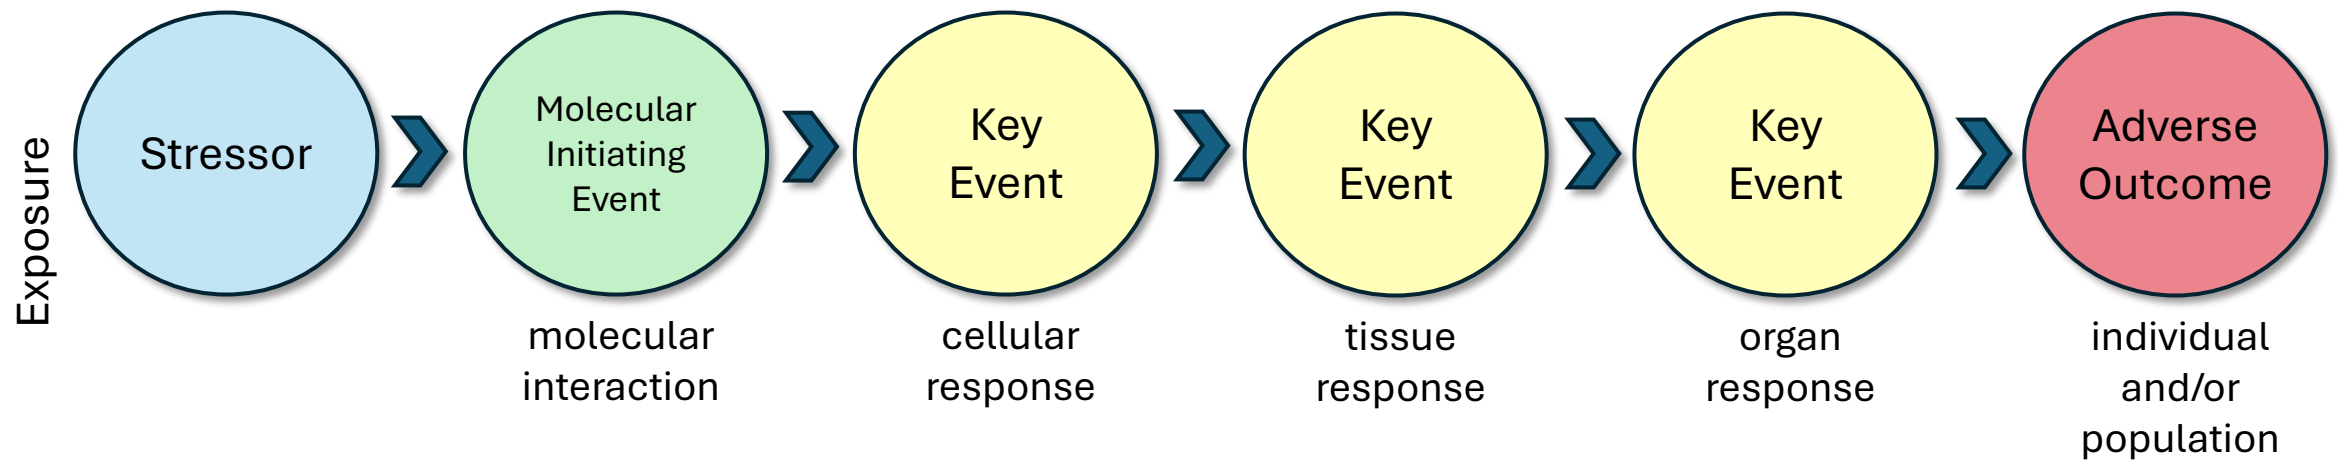 Exposure
Stressor
Molecular
Initiating
Event
molecular
interaction
Key
Event
cellular
response
Key
Event
tissue
response
Key
Event
organ
response
Adverse
Outcome
individual
and/or
population